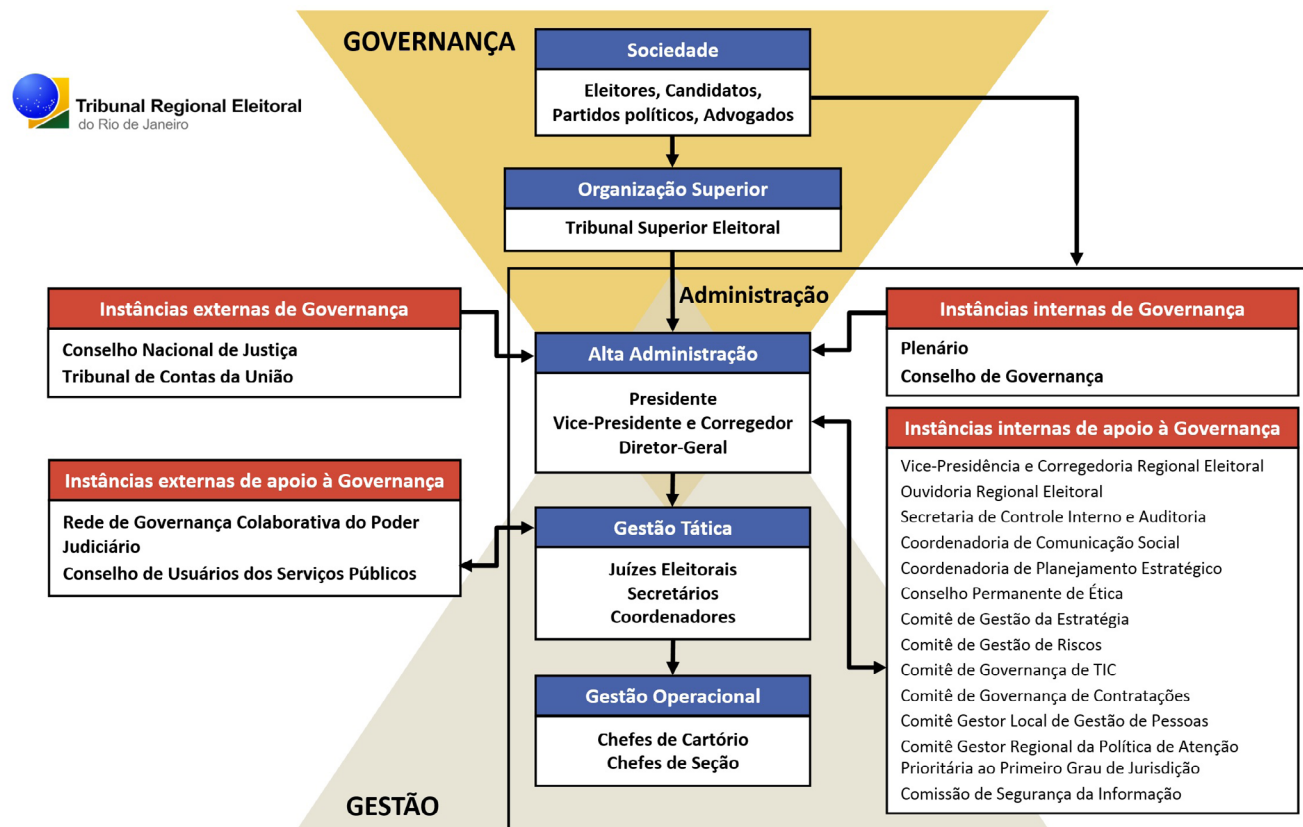 GOVERNANÇA
Tribunal Regional Eleitoral
do Rio de Janeiro
Sociedade
Eleitores, Candidatos,
Partidos políticos, Advogados
Organização Superior
Tribunal Superior Eleitoral
Administração
Instâncias externas de Governança
Conselho Nacional de Justiça
Tribunal de Contas da União
Alta Administração
Presidente
Vice-Presidente e Corregedor
Diretor-Geral
Instâncias internas de Governança
Plenário
Conselho de Governança
Instâncias externas de apoio à Governança
Rede de Governança Colaborativa do Poder
Judiciário
Conselho de Usuários dos Serviços Públicos
Gestão Tática
Juízes Eleitorais
Secretários
Coordenadores
Gestão Operacional
Chefes de Cartório
Chefes de Seção
Instâncias internas de apoio à Governança
Vice-Presidência e Corregedoria Regional Eleitoral
Ouvidoria Regional Eleitoral
Secretaria de Controle Interno e Auditoria
Coordenadoria de Comunicação Social
Coordenadoria de Planejamento Estratégico
Conselho Permanente de Ética
Comitê de Gestão da Estratégia
Comitê de Gestão de Riscos
Comitê de Governança de TIC
Comitê de Governança de Contratações
Comitê Gestor Local de Gestão de Pessoas
Comitê Gestor Regional da Política de Atenção
Prioritária ao Primeiro Grau de Jurisdição
Comissão de Segurança da Informação
GESTÃO